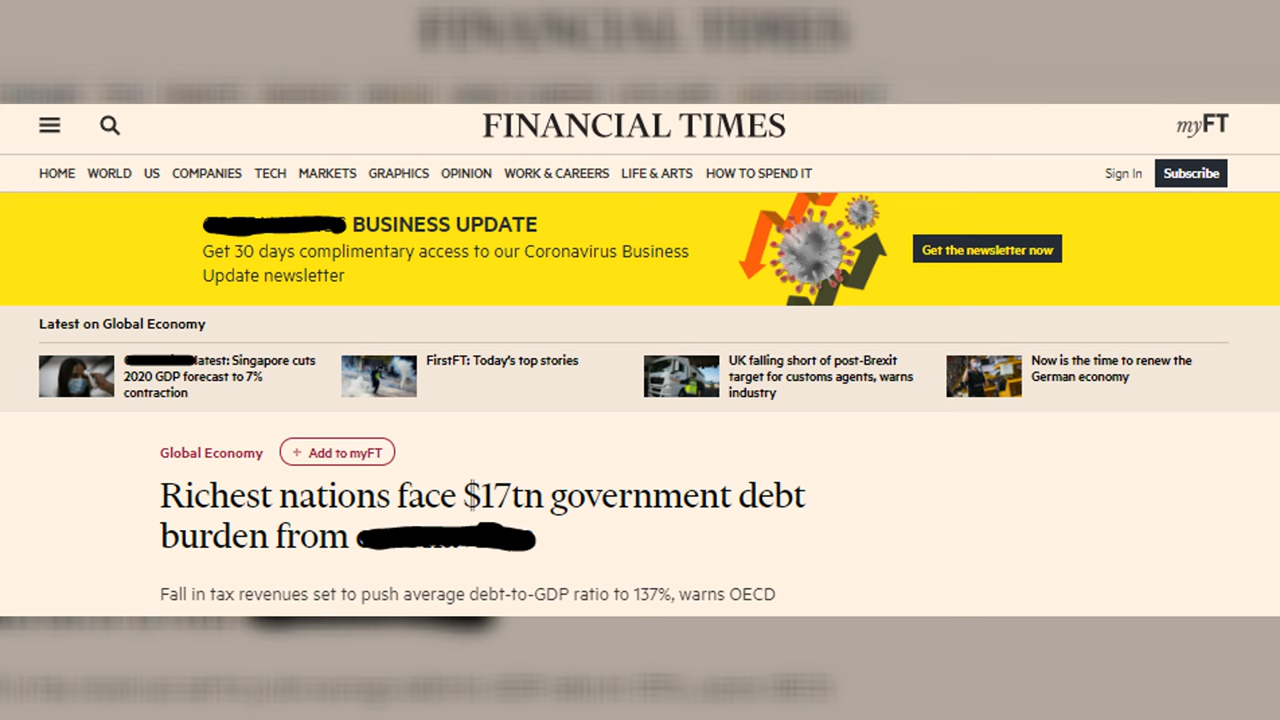 FINANCIAL TIMES
FINANCIAL TIMES
myFT
HOME WORLD US COMPANIES TECH MARKETS GRAPHICS OPINION WORK & CAREERS LIFE & ARTS HOW TO SPEND IT
Sign In
Subscribe
BUSINESS UPDATE
Get 30 days complimentary access to our Coronavirus Business
Update newsletter
Get the newsletter now
Latest on Global Economy
latest: Singapore cuts
2020 GDP forecast to 7%
contraction
FirstFT: Today's top stories
UK falling short of post-Brexit
target for customs agents, warns
industry
Now is the time to renew the
German economy
Global Economy
+ Add to myFT
Richest nations face $17tn government debt
burden from
Fall in tax revenues set to push average debt-to-GDP ratio to 137%, warns OECD